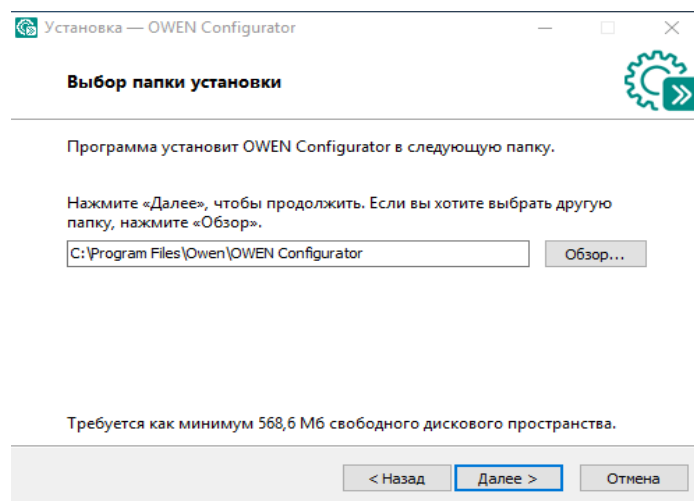 Установка — OWEN Configurator
Выбор папки установки
Программа установит OWEN Configurator в следующую папку.
Нажмите «Далее», чтобы продолжить. Если вы хотите выбрать другую
папку, нажмите «Обзор».
C:\Program Files\Owen\OWEN Configurator
Обзор...
Требуется как минимум 568,6 Мб свободного дискового пространства.
< Назад
Далее >
Отмена